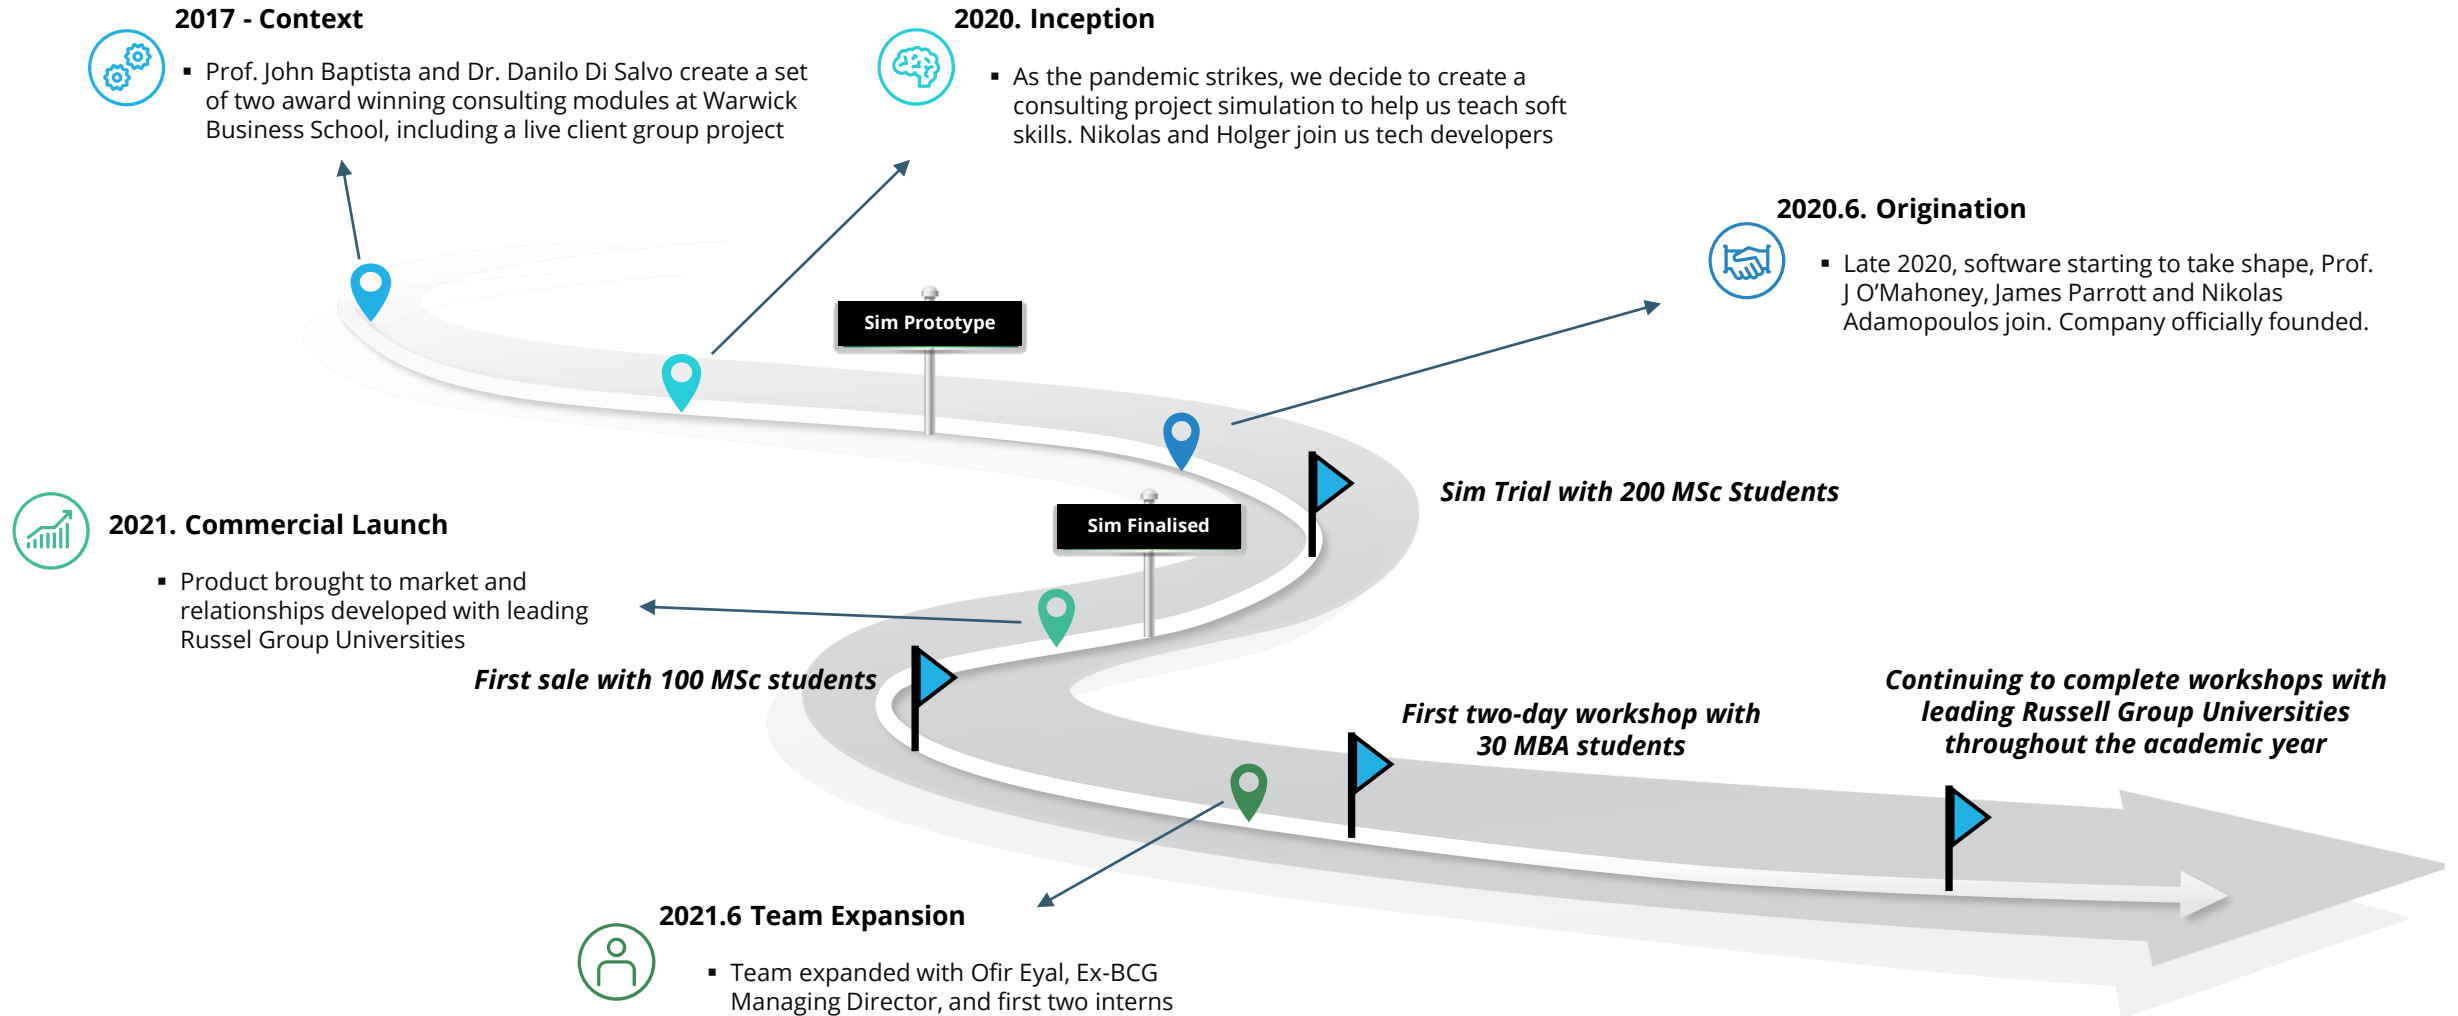 2017 - Context
▪ Prof. John Baptista and Dr. Danilo Di Salvo create a set
of two award winning consulting modules at Warwick
Business School, including a live client group project
2020. Inception
▪ As the pandemic strikes, we decide to create a
consulting project simulation to help us teach soft
skills. Nikolas and Holger join us tech developers
2020.6. Origination
▪ Late 2020, software starting to take shape, Prof.
J O’Mahoney, James Parrott and Nikolas
Adamopoulos join. Company officially founded.
Sim Prototype
Sim Trial with 200 MSc Students
Sim Finalised
2021. Commercial Launch
▪ Product brought to market and
relationships developed with leading
Russel Group Universities
First sale with 100 MSc students
First two-day workshop with
30 MBA students
Continuing to complete workshops with
leading Russell Group Universities
throughout the academic year
2021.6 Team Expansion
▪ Team expanded with Ofir Eyal, Ex-BCG
Managing Director, and first two interns